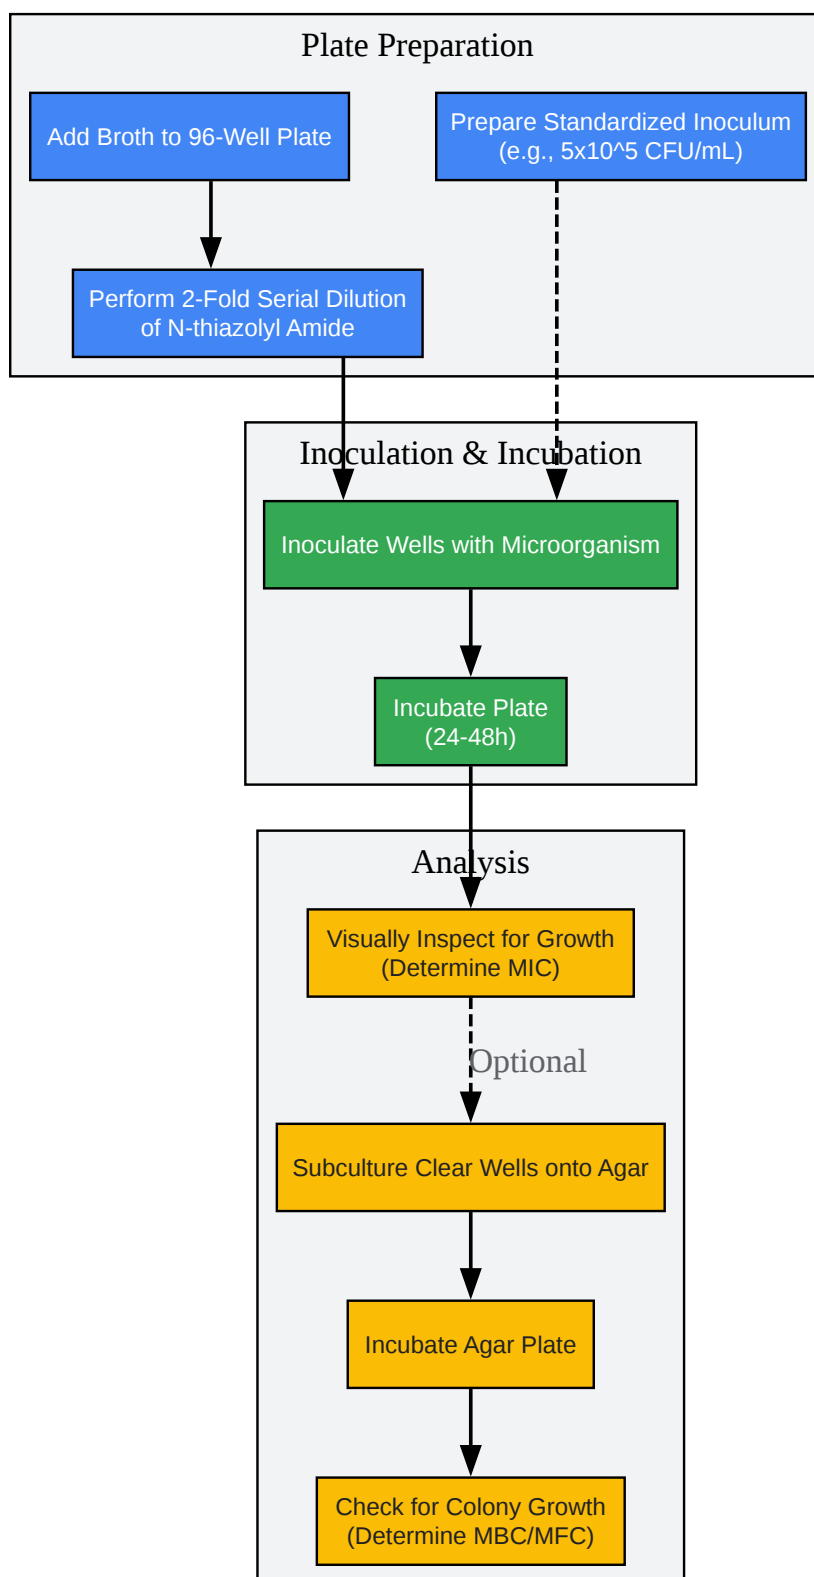 Plate Preparation
Add Broth to 96-Well Plate
Prepare Standardized Inoculum
(e.g., 5x10^5 CFU/mL)
Perform 2-Fold Serial Dilution
of N-thiazolyl Amide
Inoculation & Incubation
Inoculate Wells with Microorganism
Incubate Plate
(24-48h)
Analysis
Visually Inspect for Growth
(Determine MIC)
Optional
Subculture Clear Wells onto Agar
Incubate Agar Plate
Check for Colony Growth
(Determine MBC/MFC)